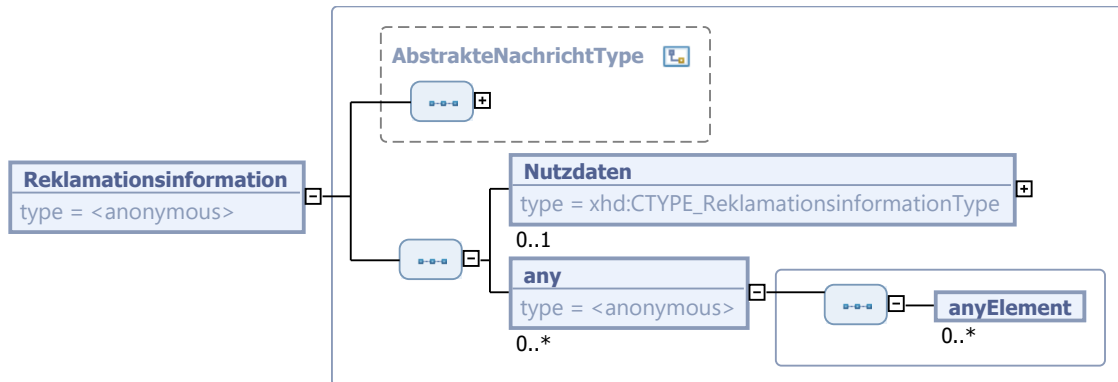 AbstrakteNachrichtType
Reklamationsinformation
type = <anonymous>
Nutzdaten
type = xhd:CTYPE_ReklamationsinformationType
0..1
any
type = <anonymous>
0..*
anyElement
0..*